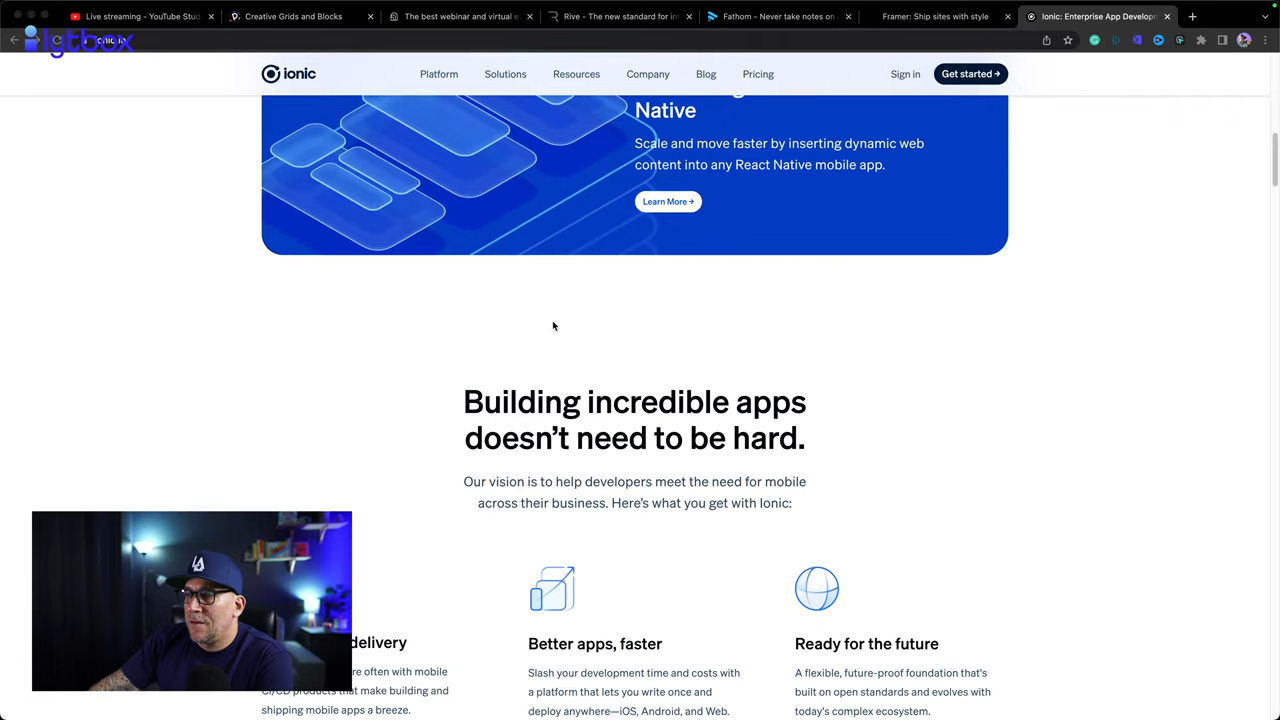 Live streaming - YouTube Stud
Creative Grids and Blocks
The best webinar and virtual e
Rive - The new standard for in
Fathom - Never take notes on
Framer: Ship sites with style
Ionic: Enterprise App Developm
lytbox
ionic
Platform
Solutions
Resources
Company
Blog
Pricing
Sign in
Get started →
Native
Scale and move faster by inserting dynamic web
content into any React Native mobile app.
Learn More →
Building incredible apps
doesn't need to be hard.
Our vision is to help developers meet the need for mobile
across their business. Here's what you get with Ionic:
LA
delivery
re often with mobile
CI/CD products that make building and
shipping mobile apps a breeze.
Better apps, faster
Slash your development time and costs with
a platform that lets you write once and
deploy anywhere—iOS, Android, and Web.
Ready for the future
A flexible, future-proof foundation that's
built on open standards and evolves with
today's complex ecosystem.